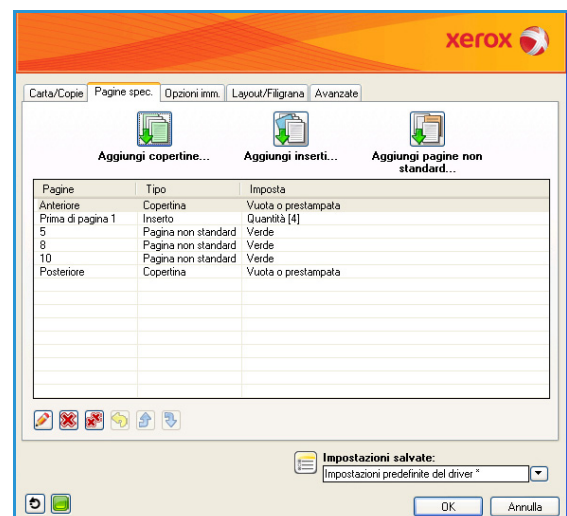 xerox
Carta/Copie Pagine spec. Opzioni imm. Layout/Filigrana Avanzate
Aggiungi copertine... Aggiungi inserti... Aggiungi pagine non
standard...
Pagine Tipo Imposta
Anteriore Copertina Vuota o prestampata
Prima di pagina 1 Inserto Quantità [4]
5 Pagina non standard Verde
8 Pagina non standard Verde
10 Pagina non standard Verde
Posteriore Copertina Vuota o prestampata
Impostazioni salvate:
Impostazioni predefinite del driver *
OK Annulla